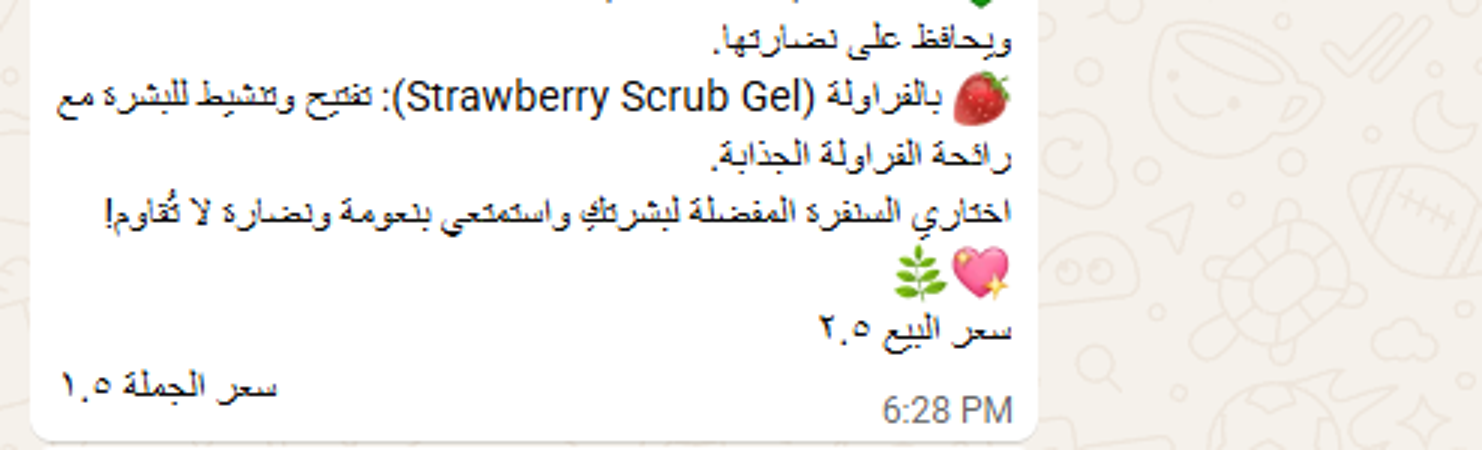 ويحافظ على نضارتها.
🍓 بالفراولة (Strawberry Scrub Gel): تفتيح وتنشيط للبشرة مع
رائحة الفراولة الجذابة.
اختاري السنفرة المفضلة لبشرتكِ واستمتعي بنعومة ونضارة لا تُقاوم!
💖🌿
سعر البيع ٢.٥
سعر الجملة ١.٥
6:28 PM